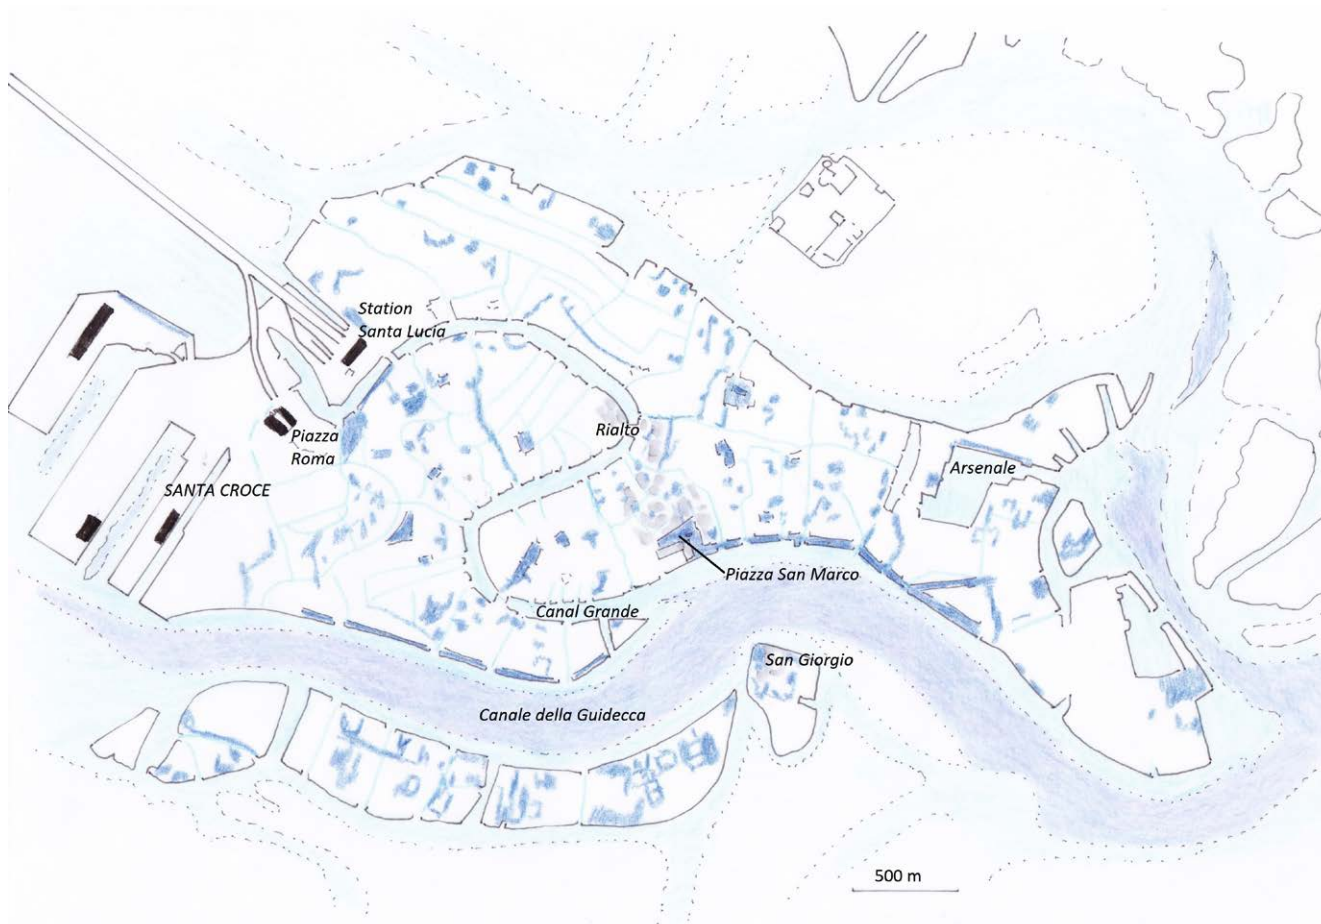 Station
Santa Lucia
Rialto
Piazza
Roma
Arsenale
SANTA CROCE
Piazza San Marco
Canal Grande
San Giorgio
Canale della Guidecca
500 m